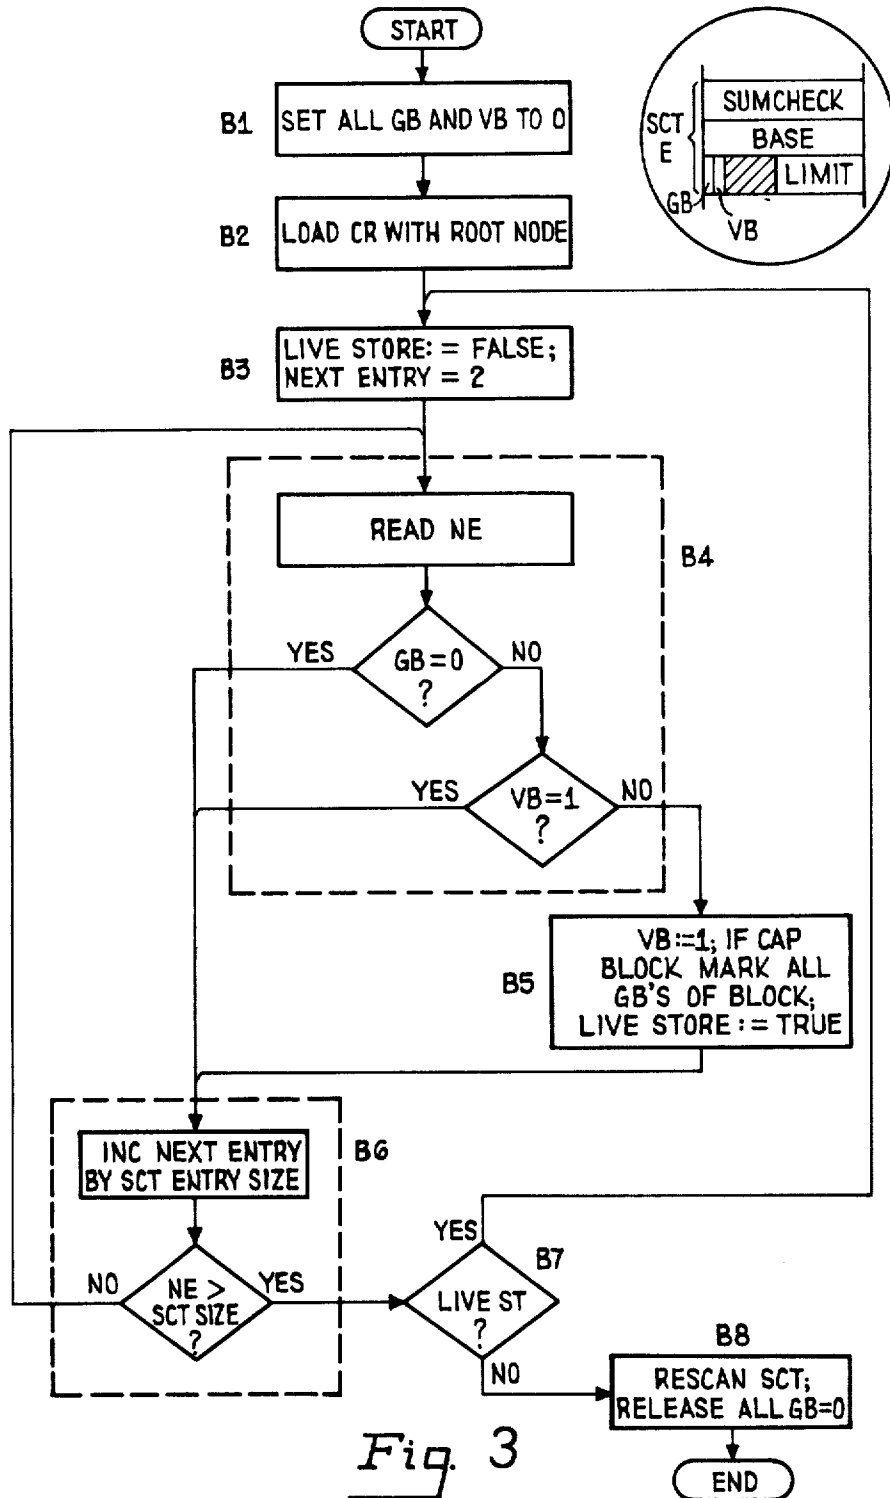 START
B1
SET ALL GB AND VB TO 0
SUMCHECK
SCT
E
BASE
LIMIT
GB
VB
B2
LOAD CR WITH ROOT NODE
B3
LIVE STORE:= FALSE;
NEXT ENTRY = 2
READ NE
B4
YES
GB=0
?
NO
YES
VB=1
?
NO
B5
VB:=1; IF CAP
BLOCK MARK ALL
GB'S OF BLOCK;
LIVE STORE := TRUE
INC NEXT ENTRY
BY SCT ENTRY SIZE
B6
NO
NE >
SCT SIZE
?
YES
YES
B7
LIVE ST
?
NO
B8
RESCAN SCT;
RELEASE ALL GB=0
END
Fig. 3